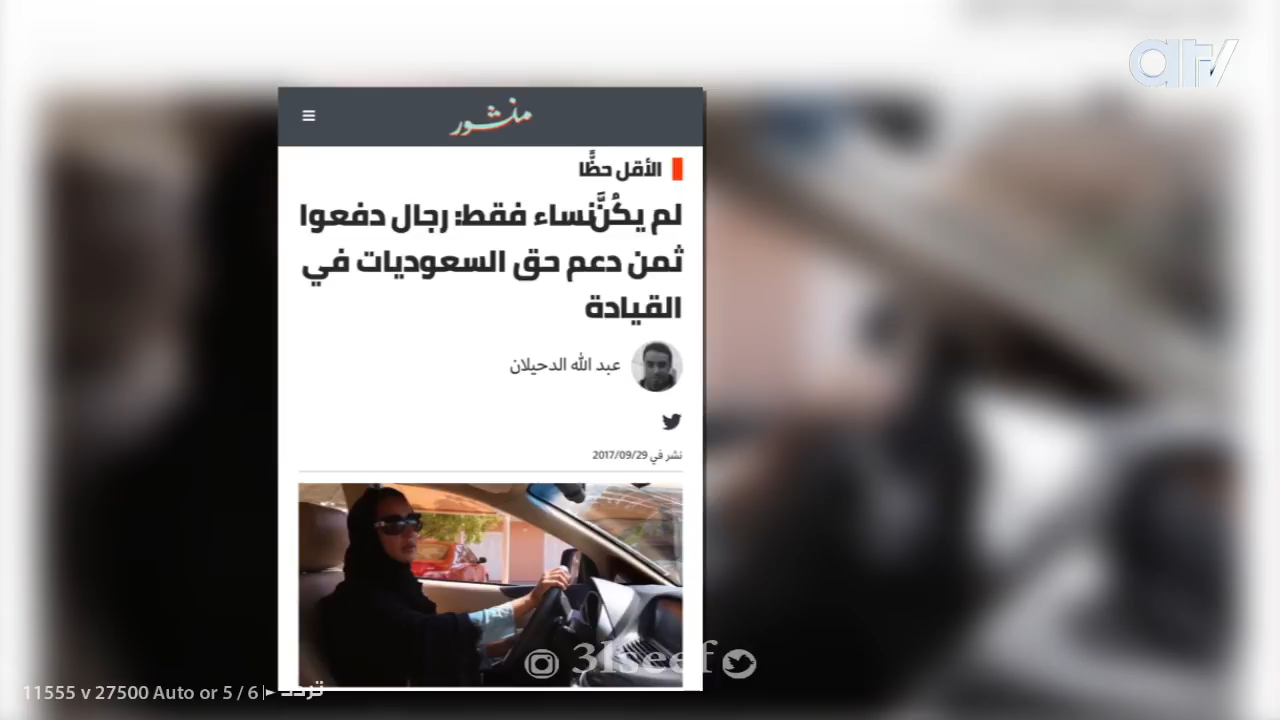 atv
منشور
الأقل حظًّا
لم يكُنَّ نساء فقط: رجال دفعوا
ثمن دعم حق السعوديات في
القيادة
عبد الله الدحيلان
نشر في 2017/09/29
3lseef
11555 v 27500 Auto or 5 / 6 تردد